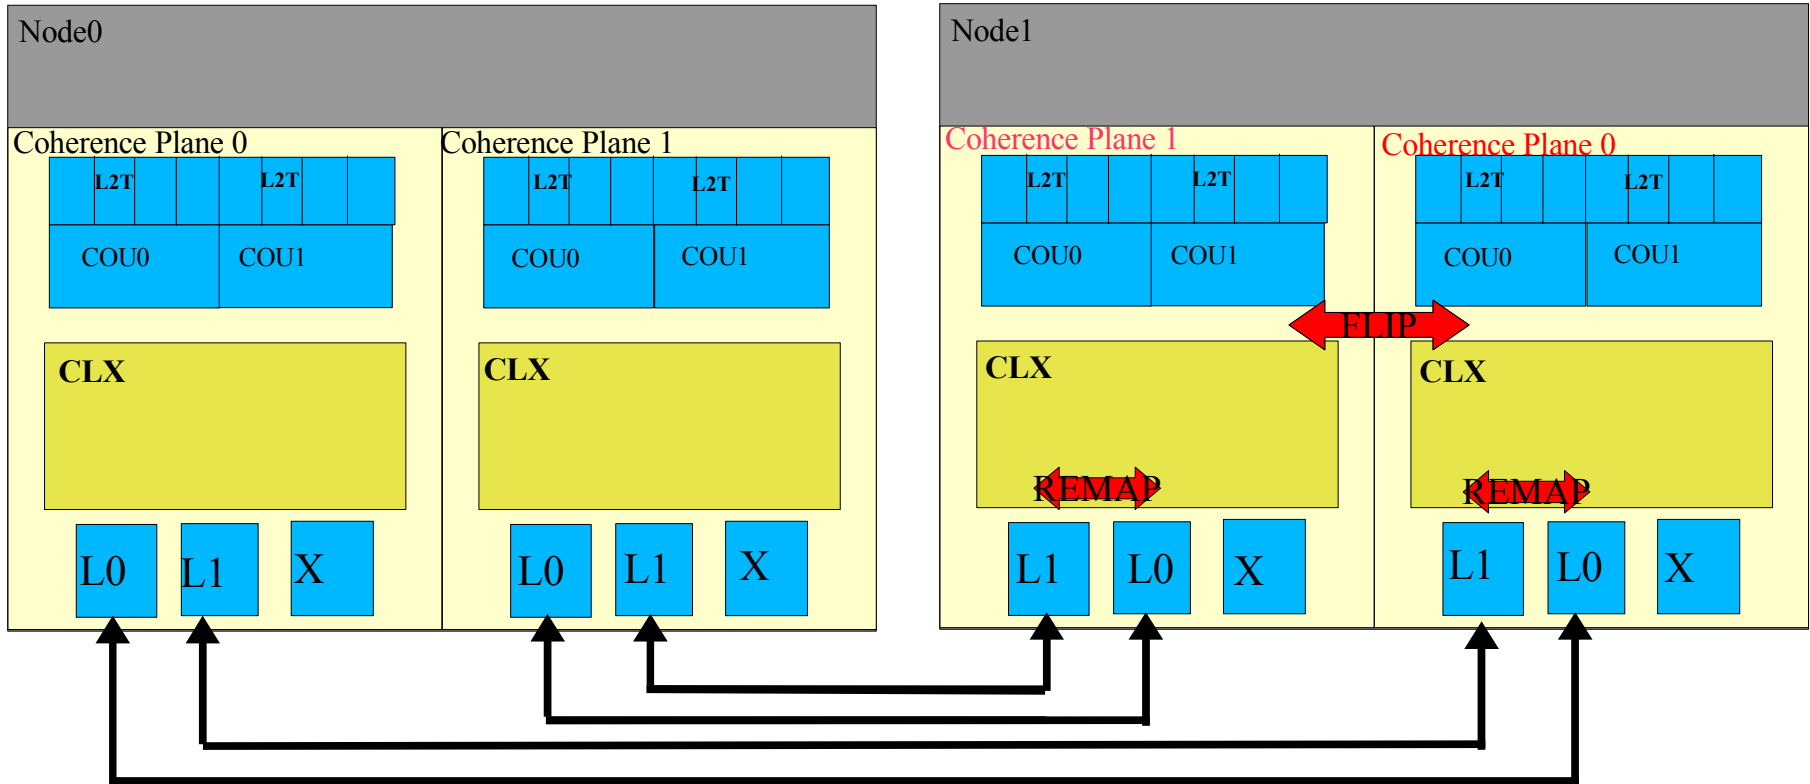 Node0
Node1
Coherence Plane 0
Coherence Plane 1
Coherence Plane 1
Coherence Plane 0
L2T
L2T
L2T
L2T
L2T
L2T
L2T
L2T
COU0
COU1
COU0
COU1
COU0
COU1
COU0
COU1
FLIP
CLX
CLX
CLX
CLX
REMAP
REMAP
L0
L1
X
L0
L1
X
L1
L0
X
L1
L0
X